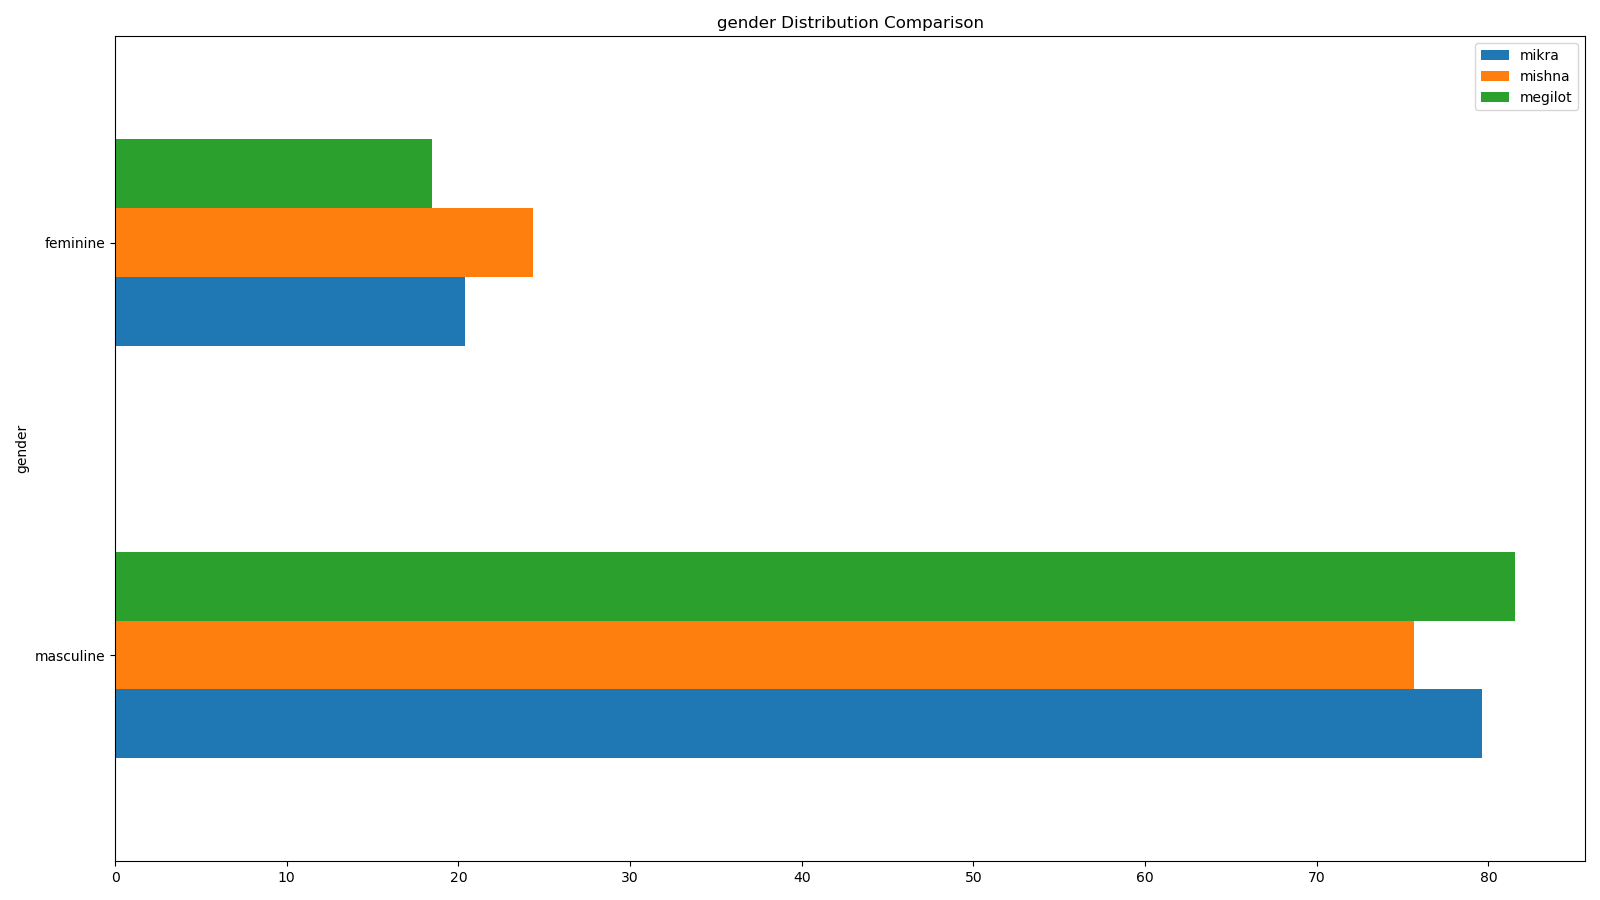 gender Distribution Comparison
mikra
mishna
megilot
feminine
gender
masculine
0 10 20 30 40 50 60 70 80